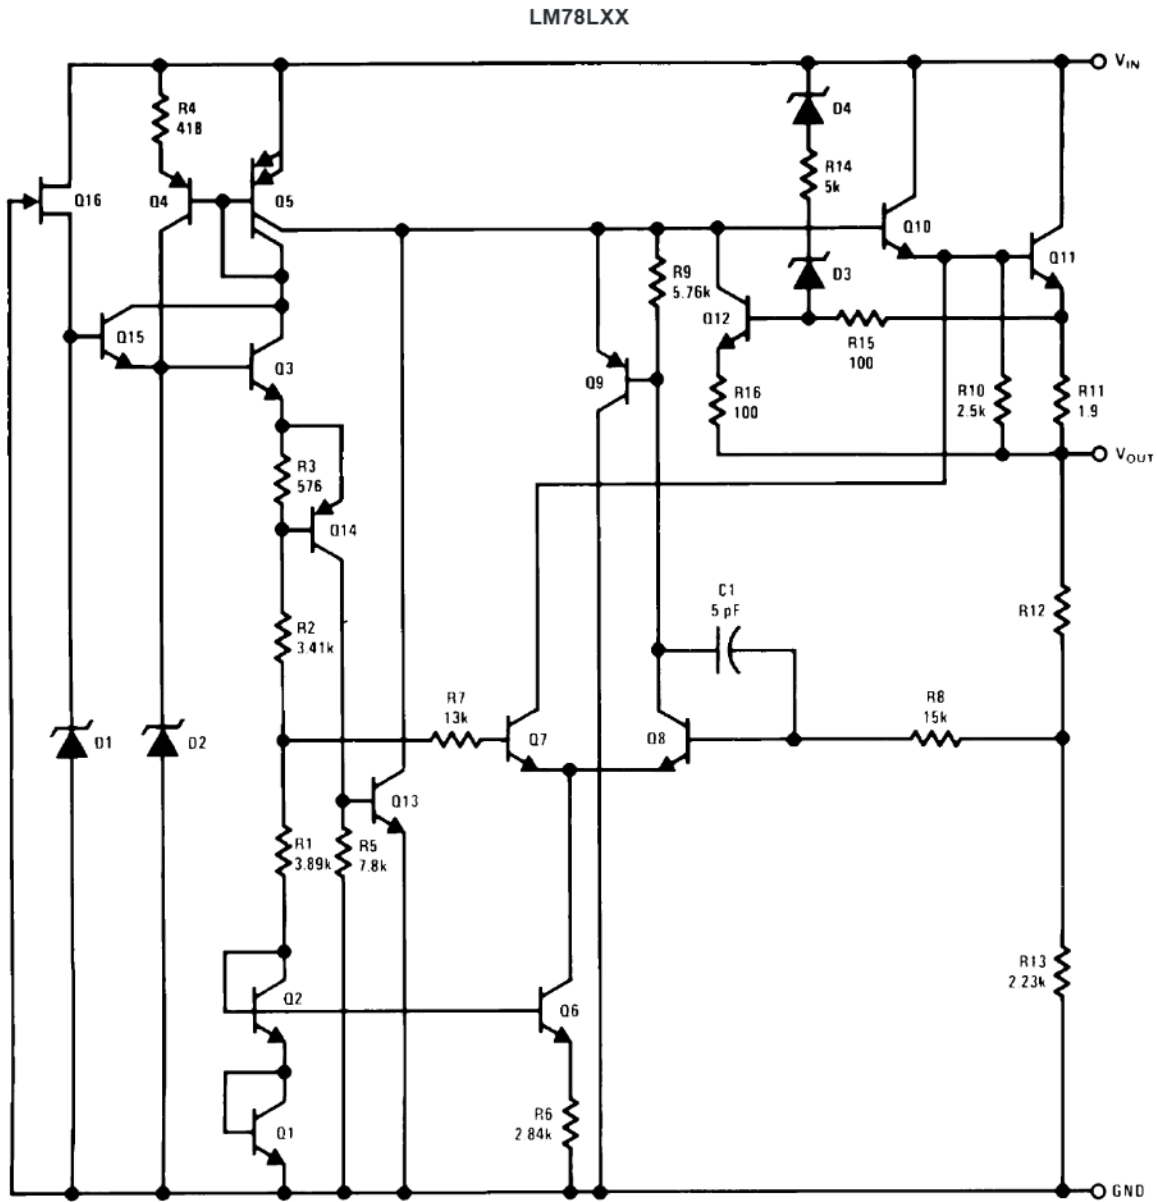 LM78LXX
V_IN
R4
418
D4
R14
5k
Q16
Q4
Q5
Q10
Q11
R9
5.76k
D3
Q12
Q15
Q3
R15
100
Q9
R16
100
R10
2.5k
R11
1.9
V_OUT
R3
576
Q14
C1
5 pF
R2
3.41k
R12
R7
13k
R8
15k
D1
D2
Q7
Q8
Q13
R1
3.89k
R5
7.8k
R13
2.23k
Q2
Q6
R6
2.84k
Q1
GND